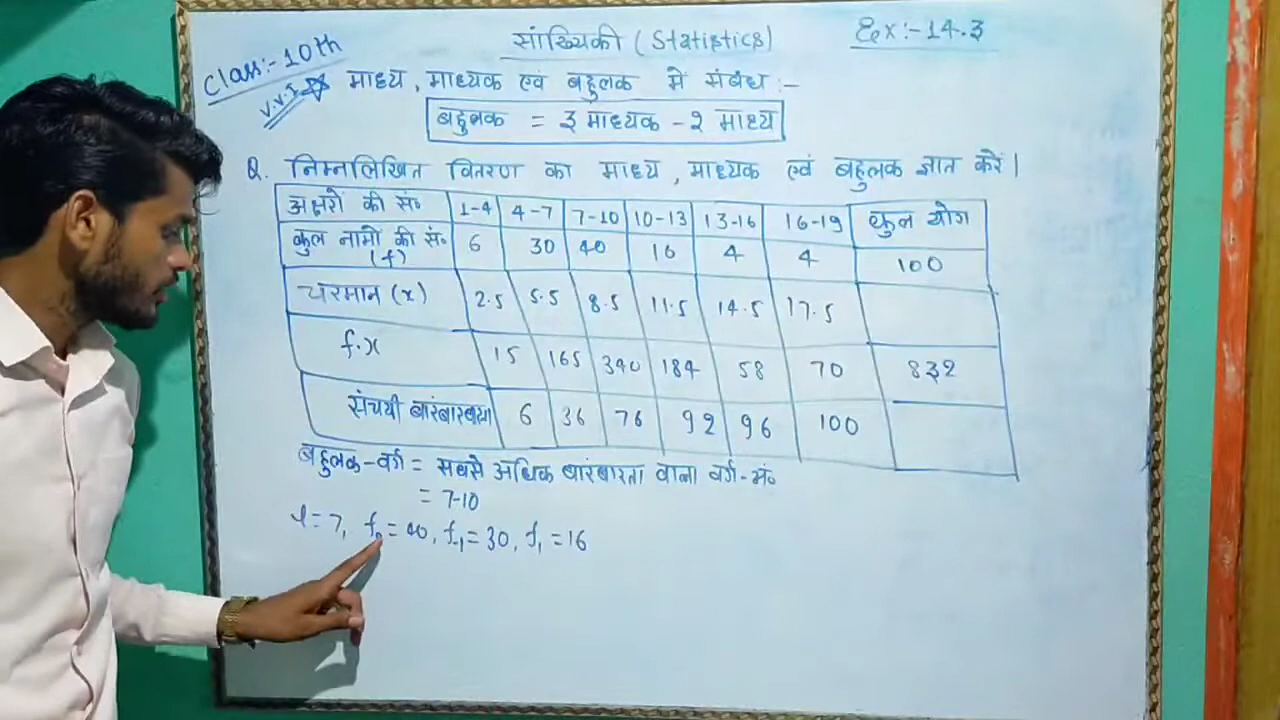 सांख्यिकी (Statistics) Ex:-14.3
Class:- 10th
V.V.I माध्य, माध्यक एवं बहुलक में संबंध:-
बहुलक = ३ माध्यक - २ माध्य
Q. निम्नलिखित वितरण का माध्य, माध्यक एवं बहुलक ज्ञात करें।
अक्षरों की सं० 1-4 4-7 7-10 10-13 13-16 16-19 कुल योग
कुल नामों की सं० (f) 6 30 40 16 4 4 100
चरमान (x) 2.5 5.5 8.5 11.5 14.5 17.5
f.x 15 165 340 184 58 70 832
संचयी बारंबारता 6 36 76 92 96 100
बहुलक-वर्ग = सबसे अधिक बारंबारता वाला वर्ग-सं०
= 7-10
l=7, f₀=40, f₋₁=30, f₁=16